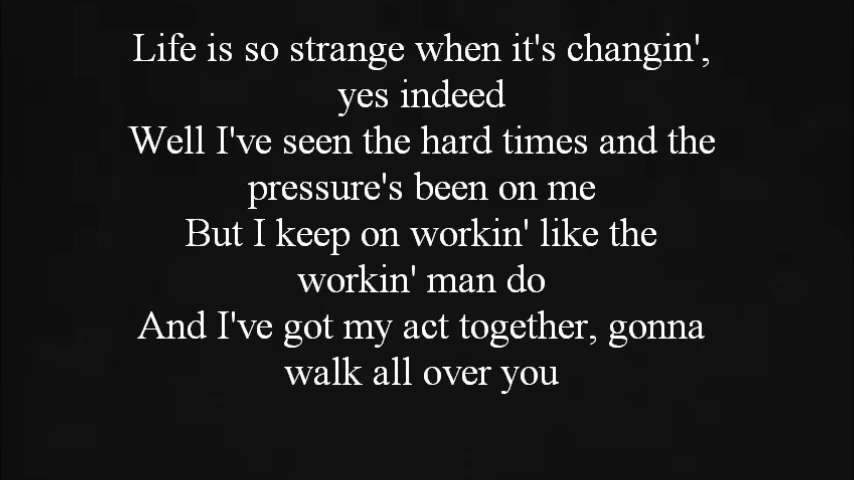 Life is so strange when it's changin',
yes indeed
Well I've seen the hard times and the
pressure's been on me
But I keep on workin' like the
workin' man do
And I've got my act together, gonna
walk all over you